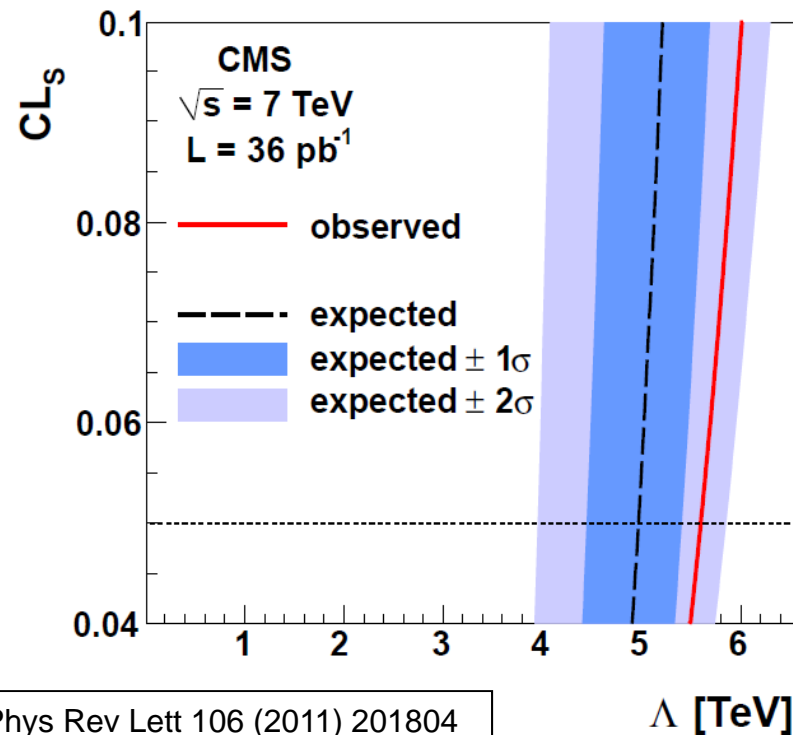 0.1
CMS
√s = 7 TeV
L = 36 pb⁻¹
CLS
0.08
observed
expected
expected ± 1σ
expected ± 2σ
0.06
0.04
1 2 3 4 5 6
Phys Rev Lett 106 (2011) 201804
Λ [TeV]